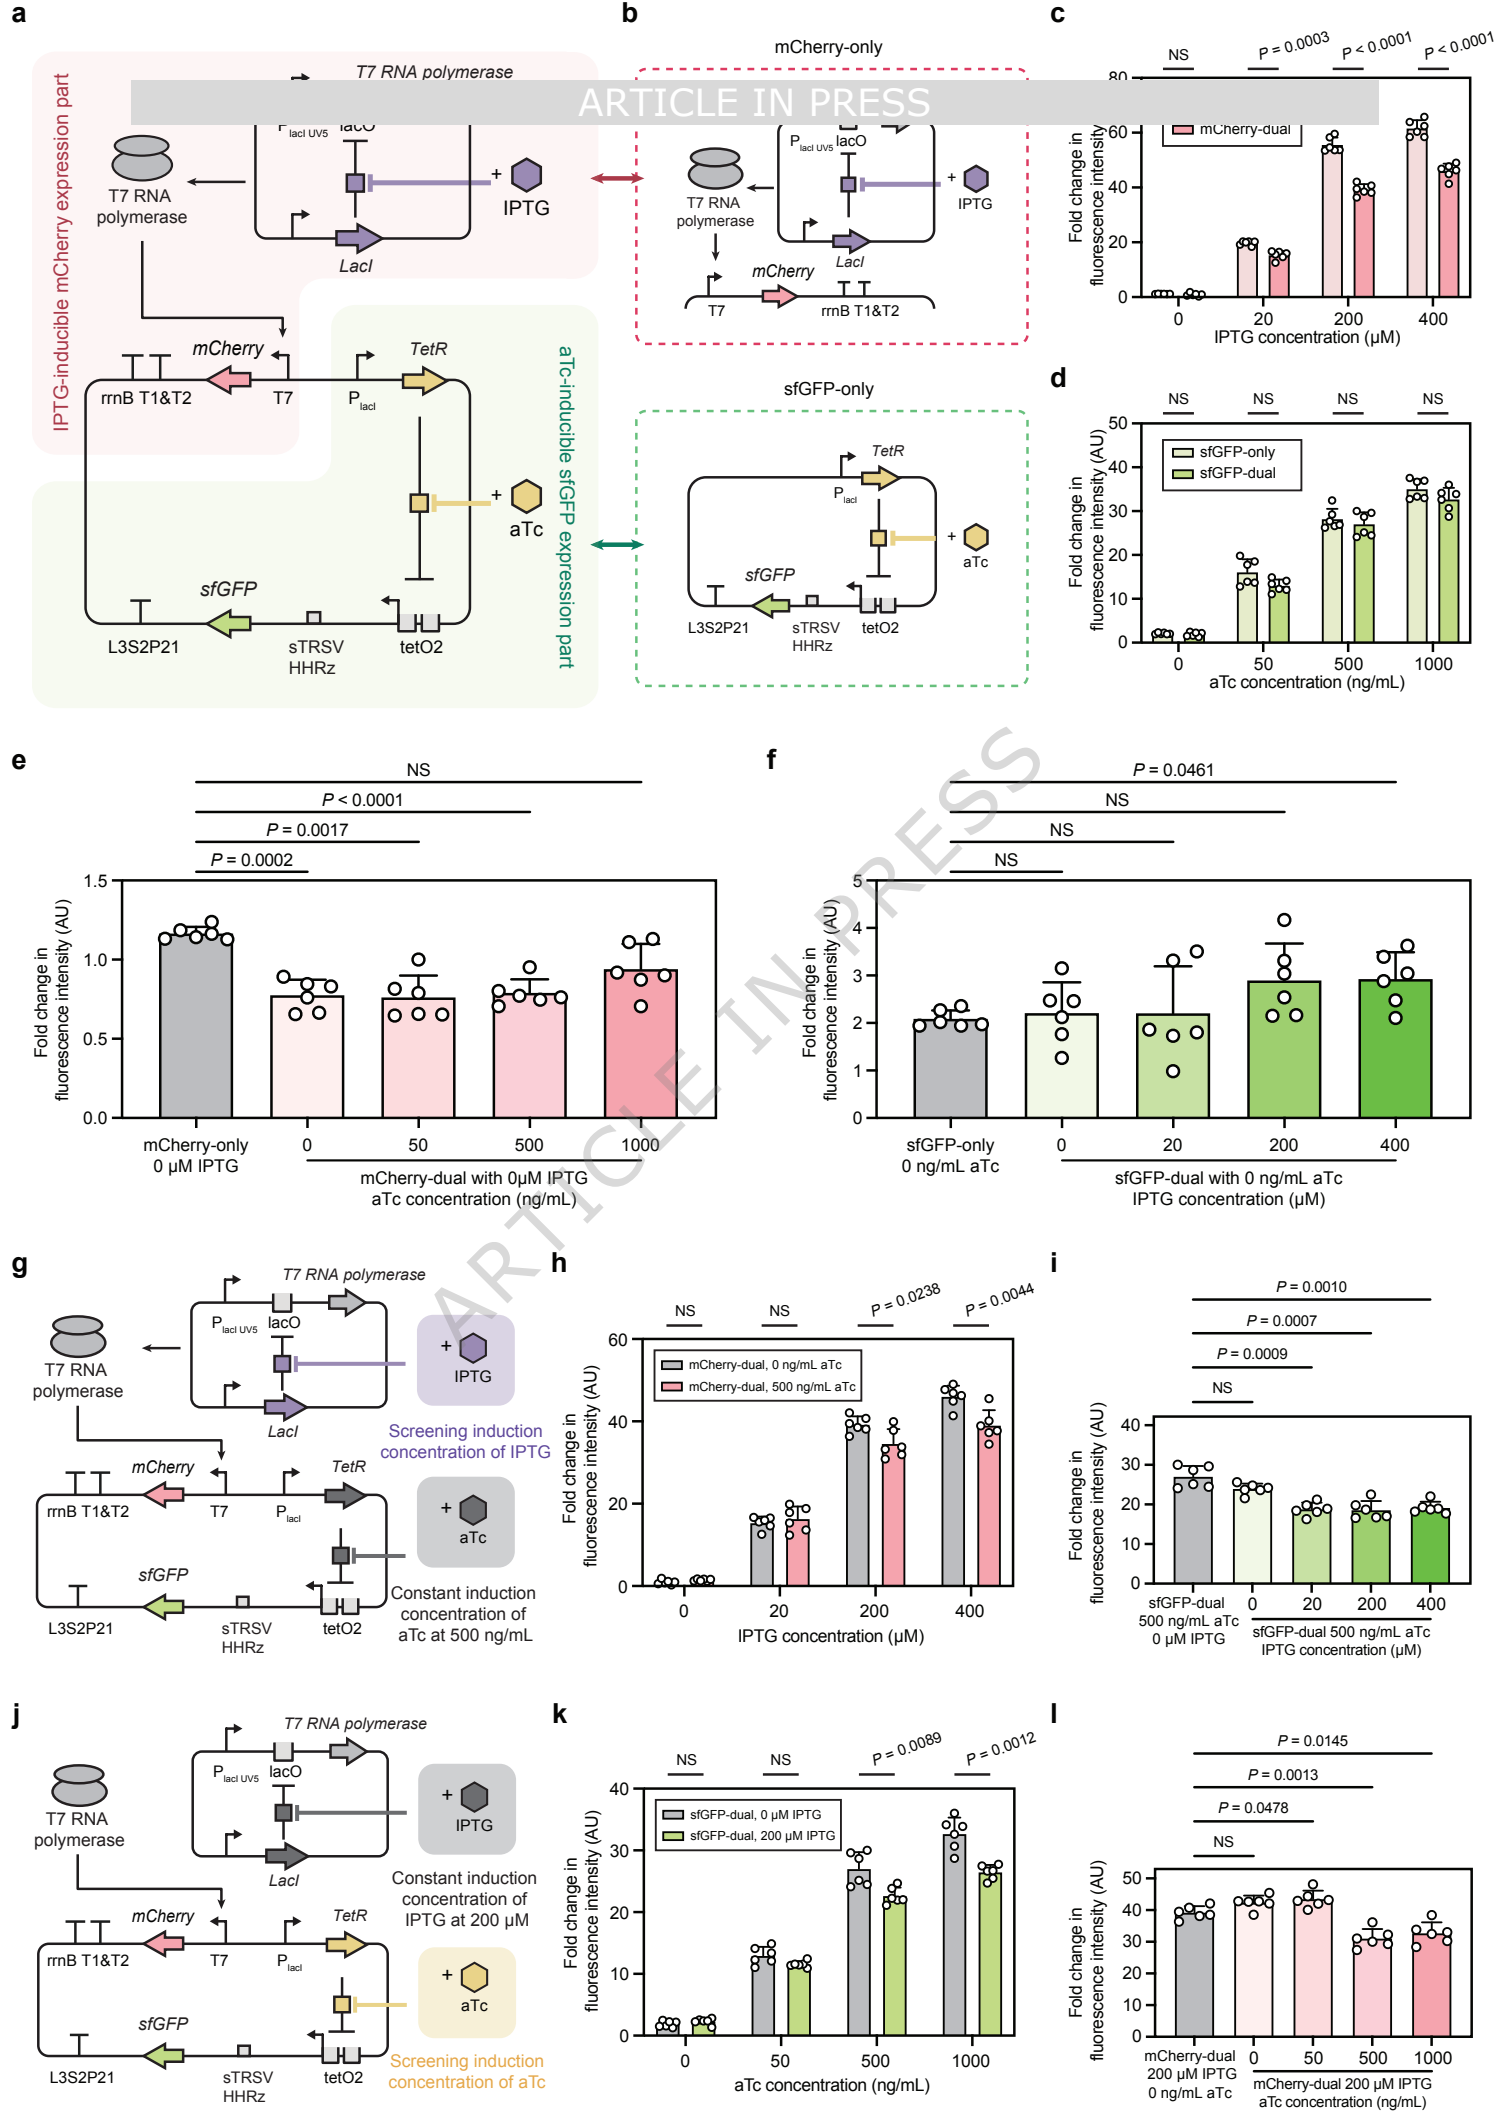 a
IPTG-inducible mCherry expression part
T7 RNA polymerase
P lacI UV5
lacO
T7 RNA
polymerase
+
IPTG
LacI
mCherry
rrnB T1&T2
T7
P lacI
TetR
+
aTc
aTc-inducible sfGFP expression part
sfGFP
L3S2P21
sTRSV
HHRz
tetO2
ARTICLE IN PRESS
b
mCherry-only
P lacI UV5
lacO
T7 RNA
polymerase
+
IPTG
LacI
mCherry
T7
rrnB T1&T2
sfGFP-only
TetR
P lacI
+
aTc
sfGFP
L3S2P21
sTRSV
HHRz
tetO2
c
NS
P = 0.0003
P < 0.0001
P < 0.0001
Fold change in
fluorescence intensity
80
60
40
20
0
mCherry-dual
0
20
200
400
IPTG concentration (µM)
d
NS
NS
NS
NS
Fold change in
fluorescence intensity (AU)
50
40
30
20
10
0
sfGFP-only
sfGFP-dual
0
50
500
1000
aTc concentration (ng/mL)
e
NS
P < 0.0001
P = 0.0017
P = 0.0002
Fold change in
fluorescence intensity (AU)
1.5
1.0
0.5
0.0
mCherry-only
0 µM IPTG
0
50
500
1000
mCherry-dual with 0µM IPTG
aTc concentration (ng/mL)
f
P = 0.0461
NS
NS
NS
Fold change in
fluorescence intensity (AU)
5
4
3
2
1
0
sfGFP-only
0 ng/mL aTc
0
20
200
400
sfGFP-dual with 0 ng/mL aTc
IPTG concentration (µM)
ARTICLE IN PRESS
g
T7 RNA polymerase
P lacI UV5
lacO
T7 RNA
polymerase
+
IPTG
LacI
Screening induction
concentration of IPTG
mCherry
TetR
rrnB T1&T2
T7
P lacI
+
aTc
sfGFP
Constant induction
concentration of
aTc at 500 ng/mL
L3S2P21
sTRSV
HHRz
tetO2
h
NS
NS
P = 0.0238
P = 0.0044
Fold change in
fluorescence intensity (AU)
60
40
20
0
mCherry-dual, 0 ng/mL aTc
mCherry-dual, 500 ng/mL aTc
0
20
200
400
IPTG concentration (µM)
i
P = 0.0010
P = 0.0007
P = 0.0009
NS
Fold change in
fluorescence intensity (AU)
40
30
20
10
0
sfGFP-dual
500 ng/mL aTc
0 µM IPTG
0
20
200
400
sfGFP-dual 500 ng/mL aTc
IPTG concentration (µM)
j
T7 RNA polymerase
P lacI UV5
lacO
T7 RNA
polymerase
+
IPTG
LacI
Constant induction
concentration of
IPTG at 200 µM
mCherry
TetR
rrnB T1&T2
T7
P lacI
+
aTc
sfGFP
Screening induction
concentration of aTc
L3S2P21
sTRSV
HHRz
tetO2
k
NS
NS
P = 0.0089
P = 0.0012
Fold change in
fluorescence intensity (AU)
40
30
20
10
0
sfGFP-dual, 0 µM IPTG
sfGFP-dual, 200 µM IPTG
0
50
500
1000
aTc concentration (ng/mL)
l
P = 0.0145
P = 0.0013
P = 0.0478
NS
Fold change in
fluorescence intensity (AU)
50
40
30
20
10
0
mCherry-dual
200 µM IPTG
0 ng/mL aTc
0
50
500
1000
mCherry-dual 200 µM IPTG
aTc concentration (ng/mL)